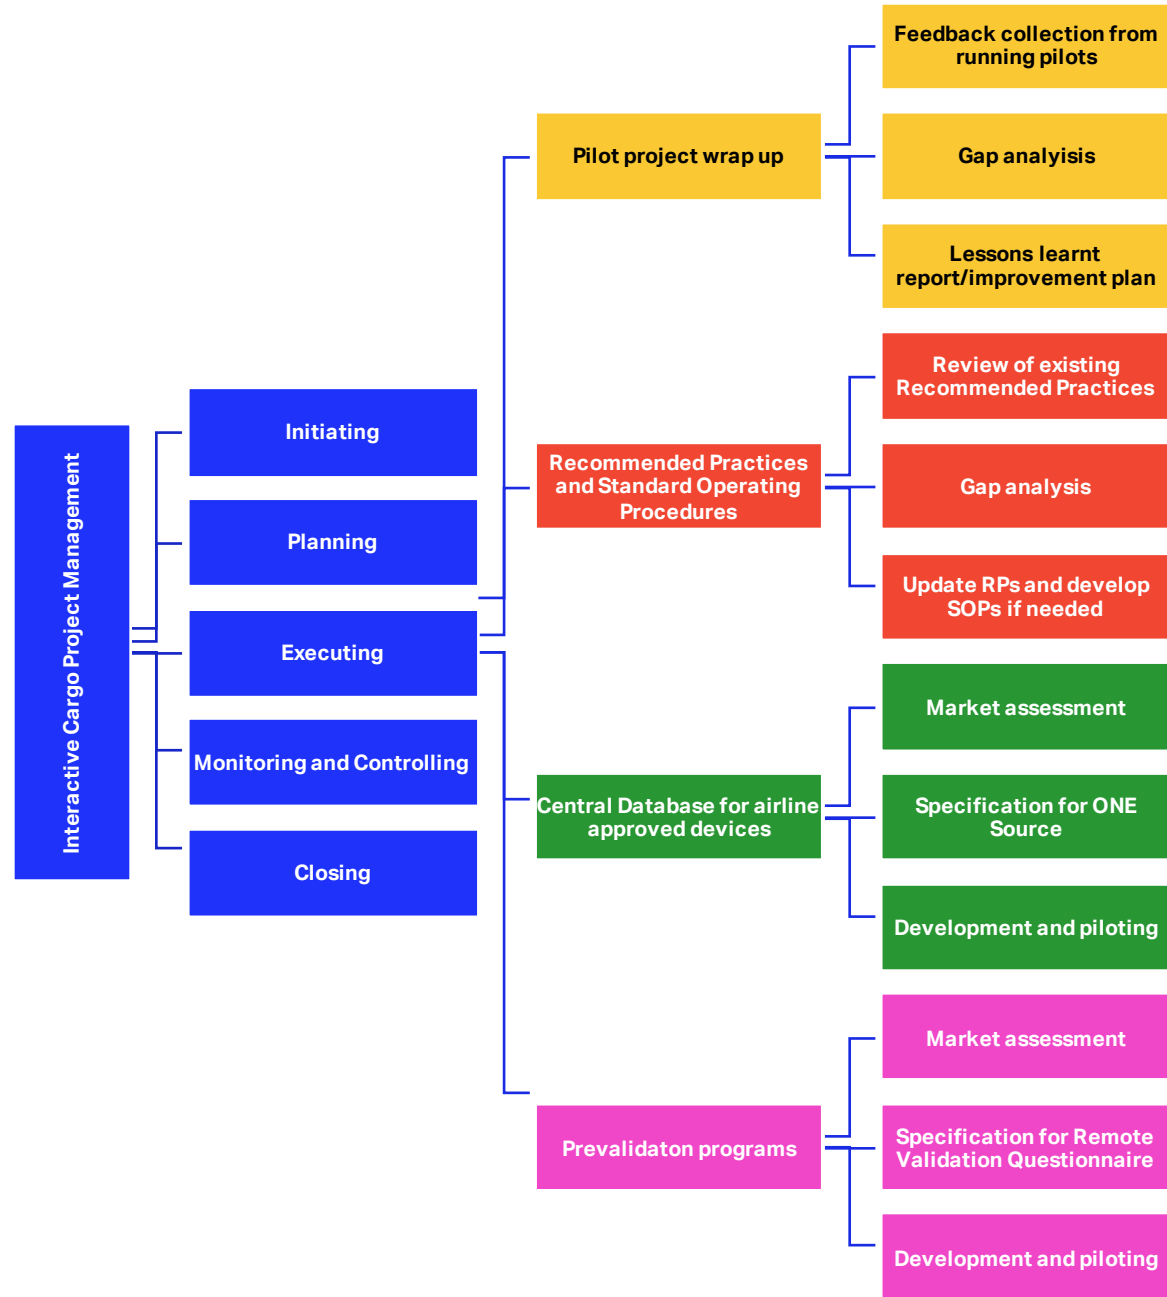 Interactive Cargo Project Management
Initiating
Planning
Executing
Monitoring and Controlling
Closing
Pilot project wrap up
Feedback collection from
running pilots
Gap analyisis
Lessons learnt
report/improvement plan
Recommended Practices
and Standard Operating
Procedures
Review of existing
Recommended Practices
Gap analysis
Update RPs and develop
SOPs if needed
Central Database for airline
approved devices
Market assessment
Specification for ONE
Source
Development and piloting
Prevalidaton programs
Market assessment
Specification for Remote
Validation Questionnaire
Development and piloting